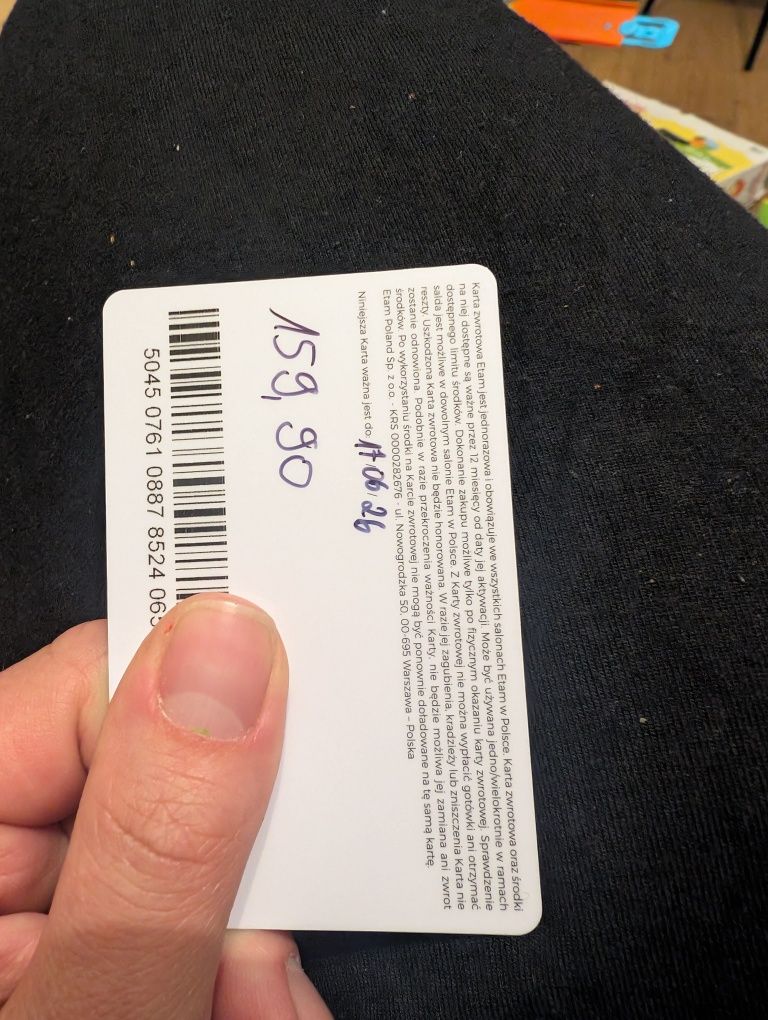 Karta zwrotowa Etam jest jednorazowa i obowiązuje we wszystkich salonach Etam w Polsce. Karta zwrotowa oraz środki
na niej dostępne są ważne przez 12 miesięcy od daty jej aktywacji. Może być używana jedno/wielokrotnie w ramach
dostępnego limitu środków. Dokonanie zakupu możliwe tylko po fizycznym okazaniu karty zwrotowej. Sprawdzenie
salda jest możliwe w dowolnym salonie Etam w Polsce. Z Karty zwrotowej nie można wypłacić gotówki ani otrzymać
reszty. Uszkodzona Karta zwrotowa nie będzie honorowana. W razie jej zagubienia, kradzieży lub zniszczenia Karta nie
zostanie odnowiona. Podobnie w razie przekroczenia ważności Karty, nie będzie możliwa jej zamiana ani zwrot
środków. Po wykorzystaniu środki na Karcie zwrotowej nie mogą być ponownie doładowane na tę samą kartę.
Etam Poland Sp. z o.o. - KRS 0000282676 - ul. Nowogrodzka 50, 00-695 Warszawa – Polska
Niniejsza Karta ważna jest do: 17.06.26
159,90
5045 0761 0887 8524 065